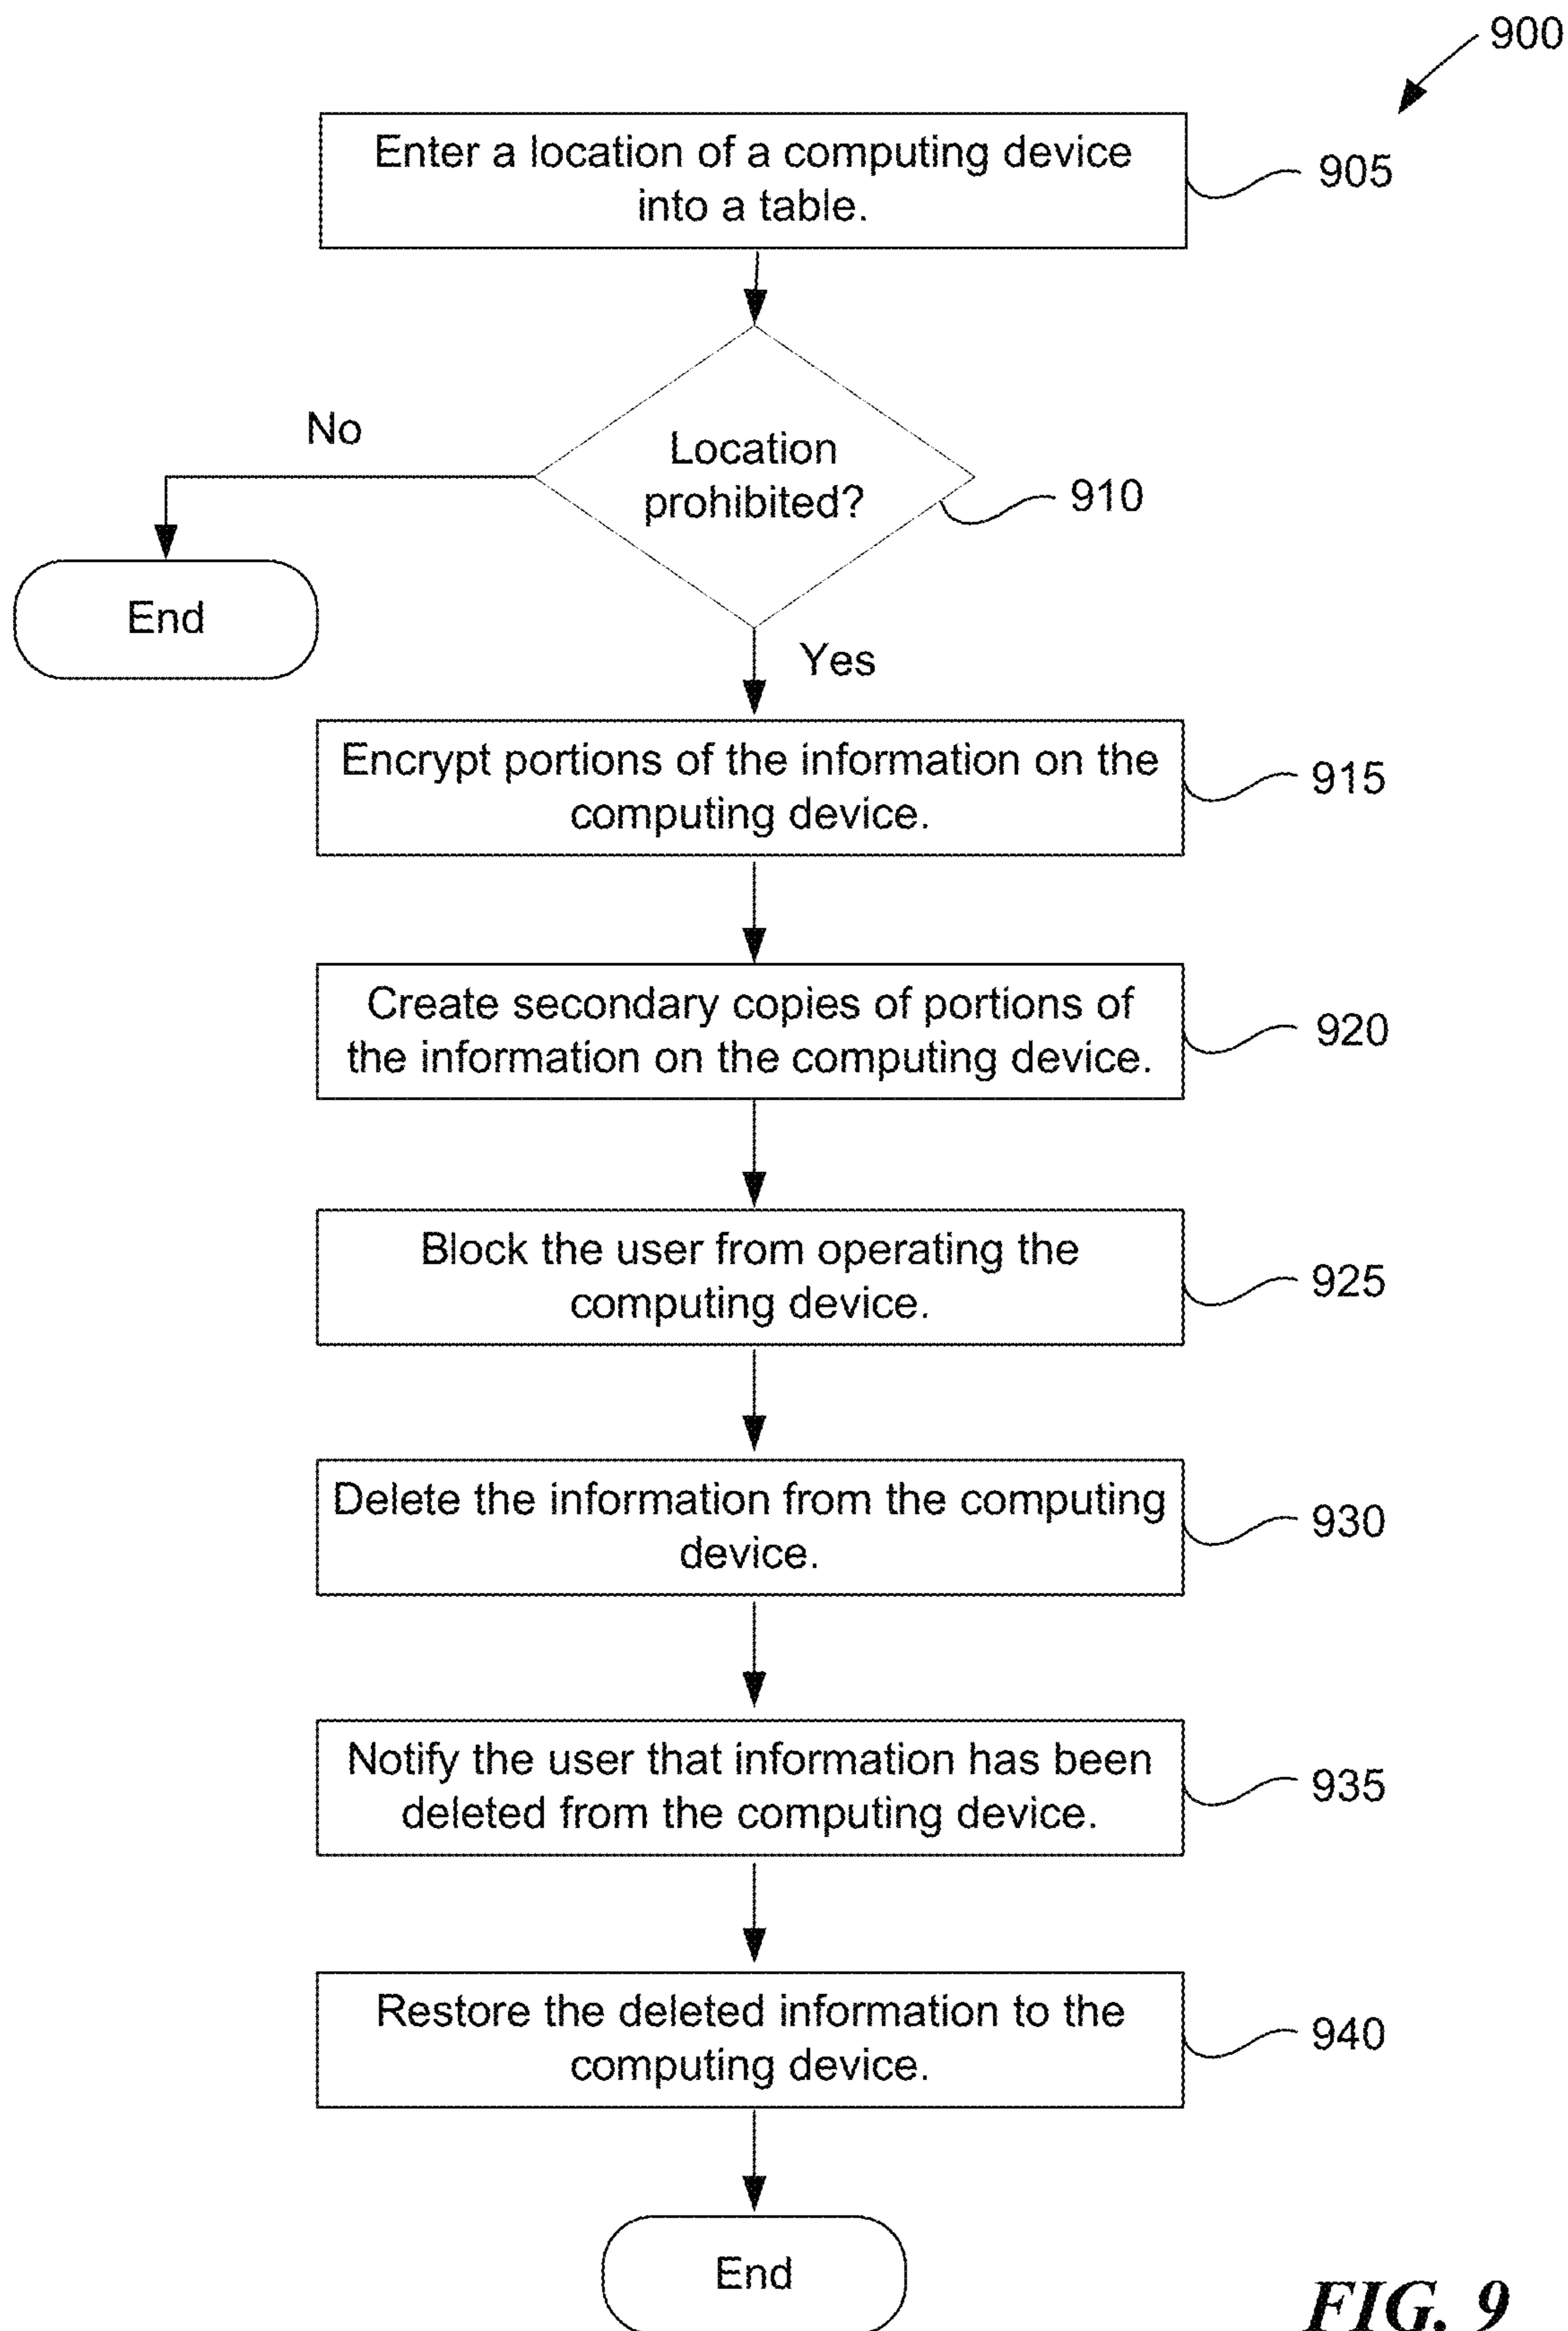 900
Enter a location of a computing device
into a table.
905
No
Location
prohibited?
910
End
Yes
Encrypt portions of the information on the
computing device.
915
Create secondary copies of portions of
the information on the computing device.
920
Block the user from operating the
computing device.
925
Delete the information from the computing
device.
930
Notify the user that information has been
deleted from the computing device.
935
Restore the deleted information to the
computing device.
940
End
FIG. 9